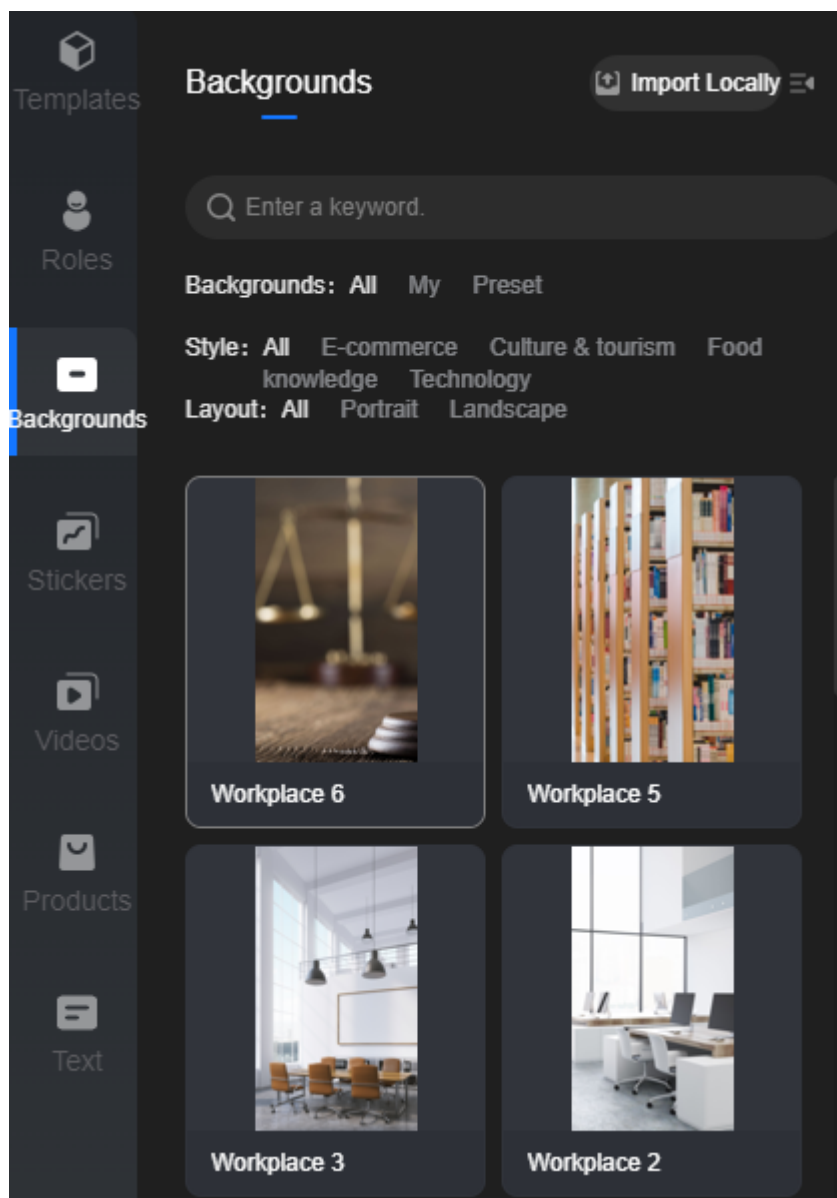 Templates
Roles
Backgrounds
Stickers
Videos
Products
Text
Backgrounds
Import Locally
Enter a keyword.
Backgrounds: All My Preset
Style: All E-commerce Culture & tourism Food
knowledge Technology
Layout: All Portrait Landscape
Workplace 6
Workplace 5
Workplace 3
Workplace 2